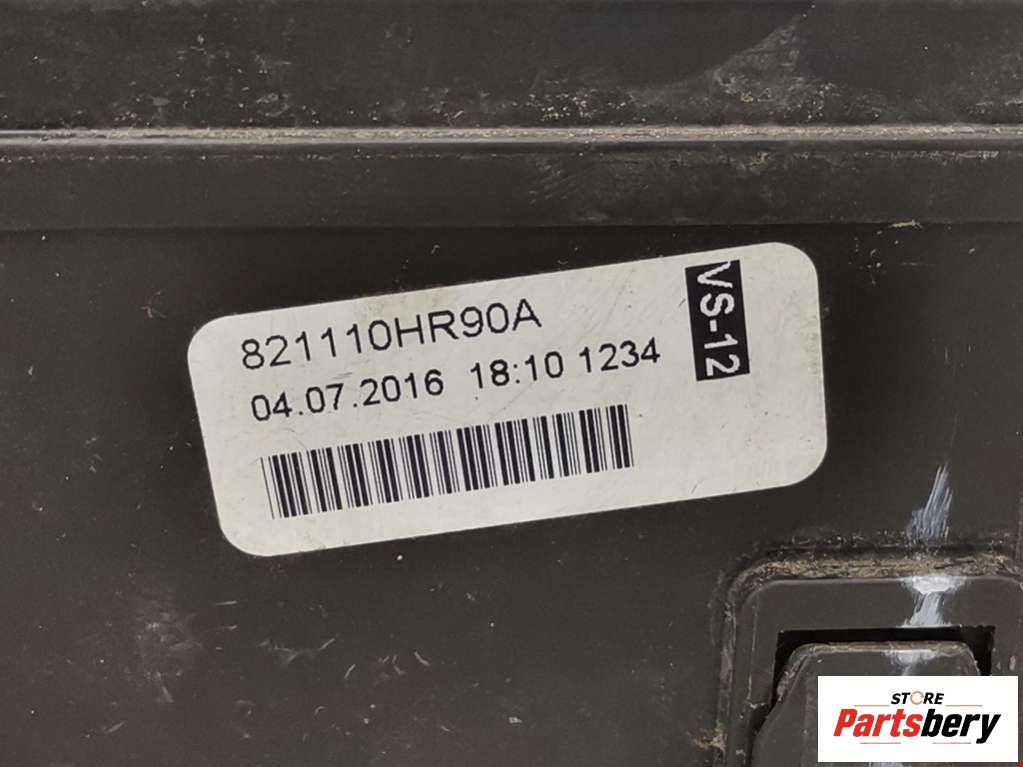 821110HR90A
04.07.2016 18:10 1234
VS-12
STORE
Partsbery